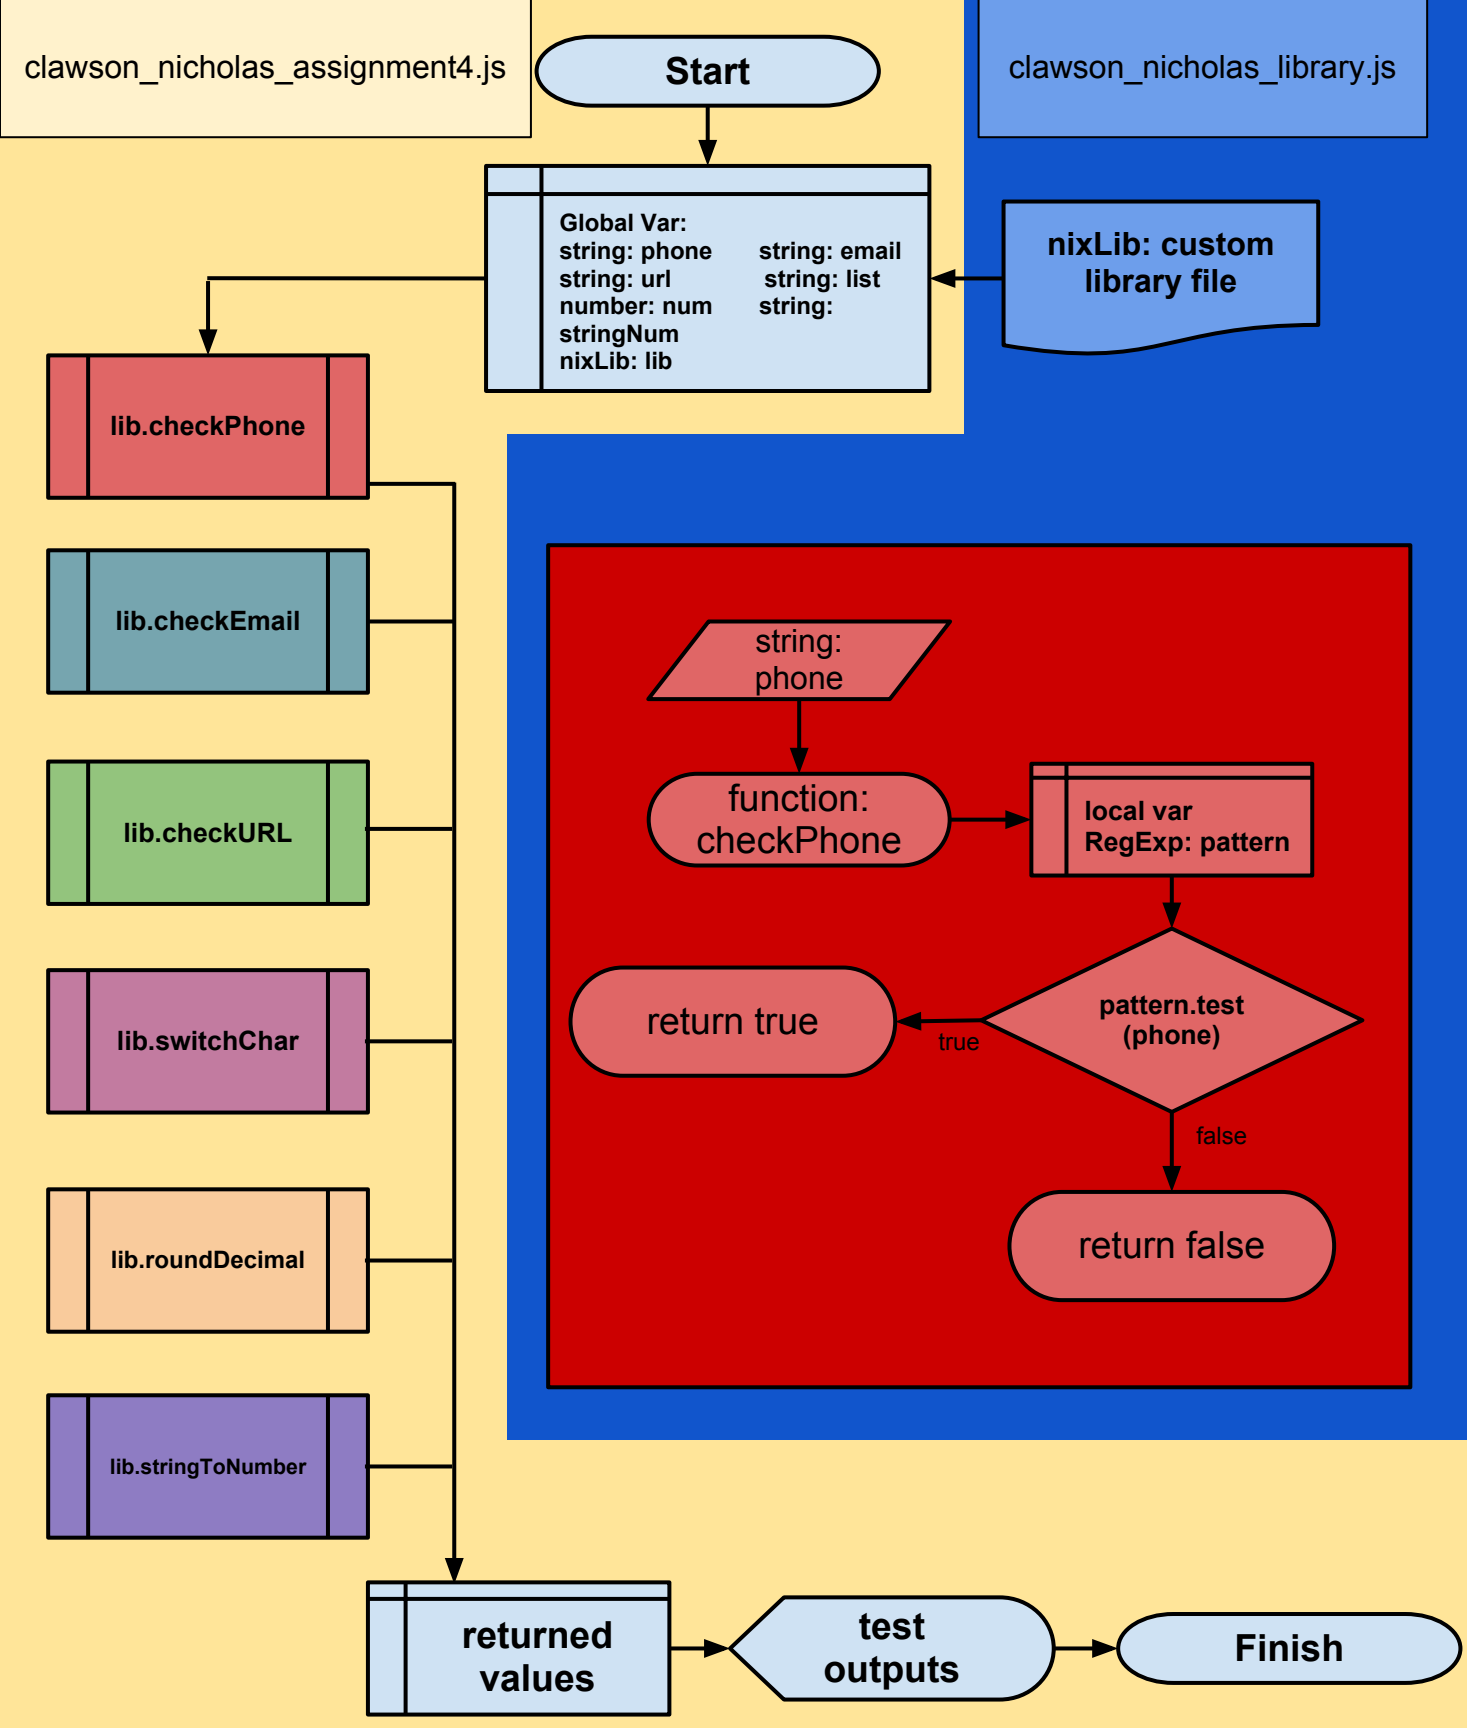 clawson_nicholas_assignment4.js
Start
clawson_nicholas_library.js
Global Var:
string: phone string: email
string: url string: list
number: num string:
stringNum
nixLib: lib
nixLib: custom
library file
lib.checkPhone
lib.checkEmail
lib.checkURL
lib.switchChar
lib.roundDecimal
lib.stringToNumber
string:
phone
function:
checkPhone
local var
RegExp: pattern
pattern.test
(phone)
return true
true
false
return false
returned
values
test
outputs
Finish